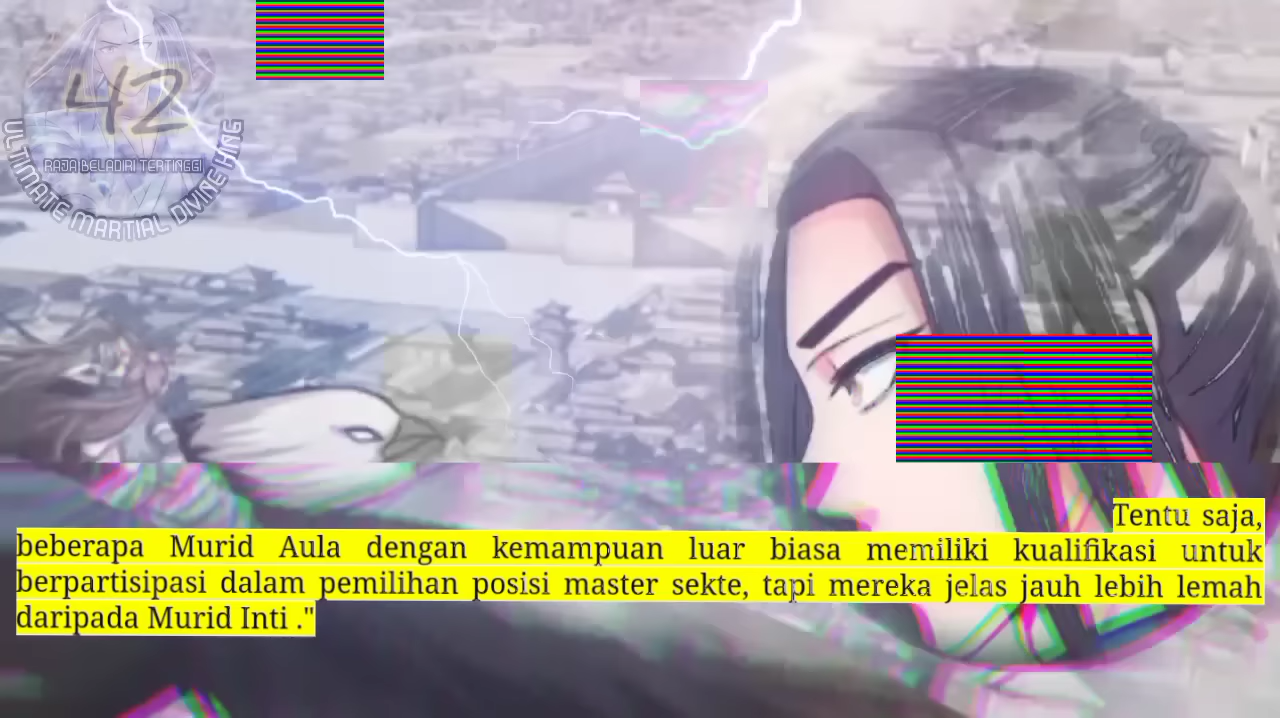 42
RAJA BELADIRI TERTINGGI
ULTIMATE MARTIAL DIVINE KING
Tentu saja,
beberapa Murid Aula dengan kemampuan luar biasa memiliki kualifikasi untuk
berpartisipasi dalam pemilihan posisi master sekte, tapi mereka jelas jauh lebih lemah
daripada Murid Inti ."